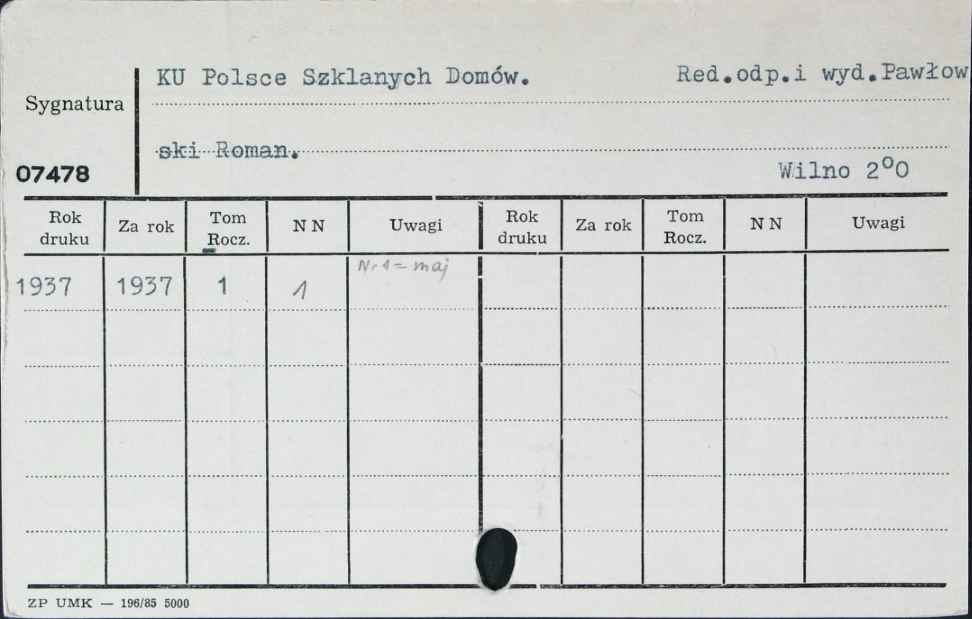 KU Polsce Szklanych Domów. Red.odp.i wyd.Pawłow
Sygnatura
ski Roman.
07478
Wilno 2°0
Rok druku Za rok Tom Rocz. N N Uwagi Rok druku Za rok Tom Rocz. N N Uwagi
1937 1937 1 1 Nr 1 = maj
ZP UMK — 196/85 5000